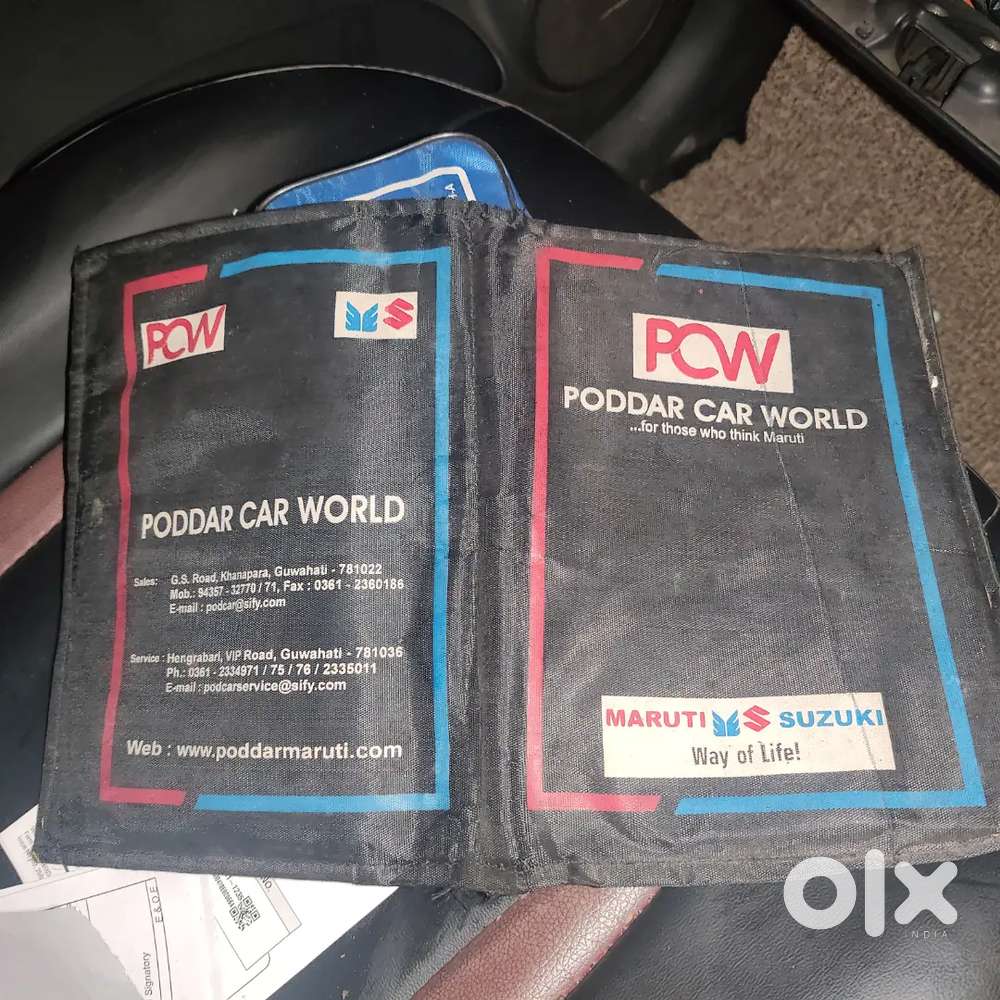 PCW
PODDAR CAR WORLD
Sales: G.S. Road, Khanapara, Guwahati - 781022
Mob.: 94357 - 32770 / 71, Fax : 0361 - 2360186
E-mail : podcar@sify.com
Service : Hengrabari, VIP Road, Guwahati - 781036
Ph.: 0361 - 2334971 / 75 / 76 / 2335011
E-mail : podcarservice@sify.com
Web : www.poddarmaruti.com
PCW
PODDAR CAR WORLD
...for those who think Maruti
MARUTI SUZUKI
Way of Life!
E & O.E.
Signatory
olx
INDIA